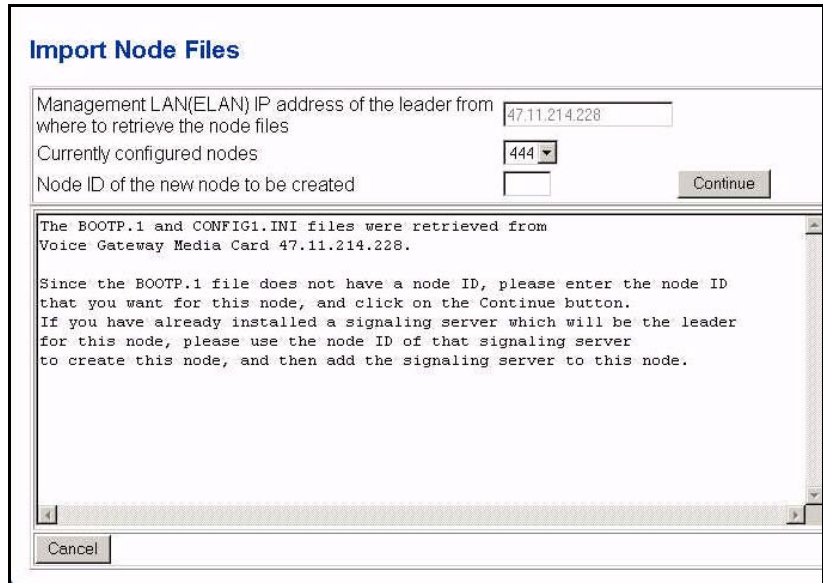 Import Node Files
Management LAN(ELAN) IP address of the leader from
where to retrieve the node files
47.11.214.228
Currently configured nodes
444
Node ID of the new node to be created
Continue
The BOOTP.1 and CONFIG1.INI files were retrieved from
Voice Gateway Media Card 47.11.214.228.
Since the BOOTP.1 file does not have a node ID, please enter the node ID
that you want for this node, and click on the Continue button.
If you have already installed a signaling server which will be the leader
for this node, please use the node ID of that signaling server
to create this node, and then add the signaling server to this node.
Cancel